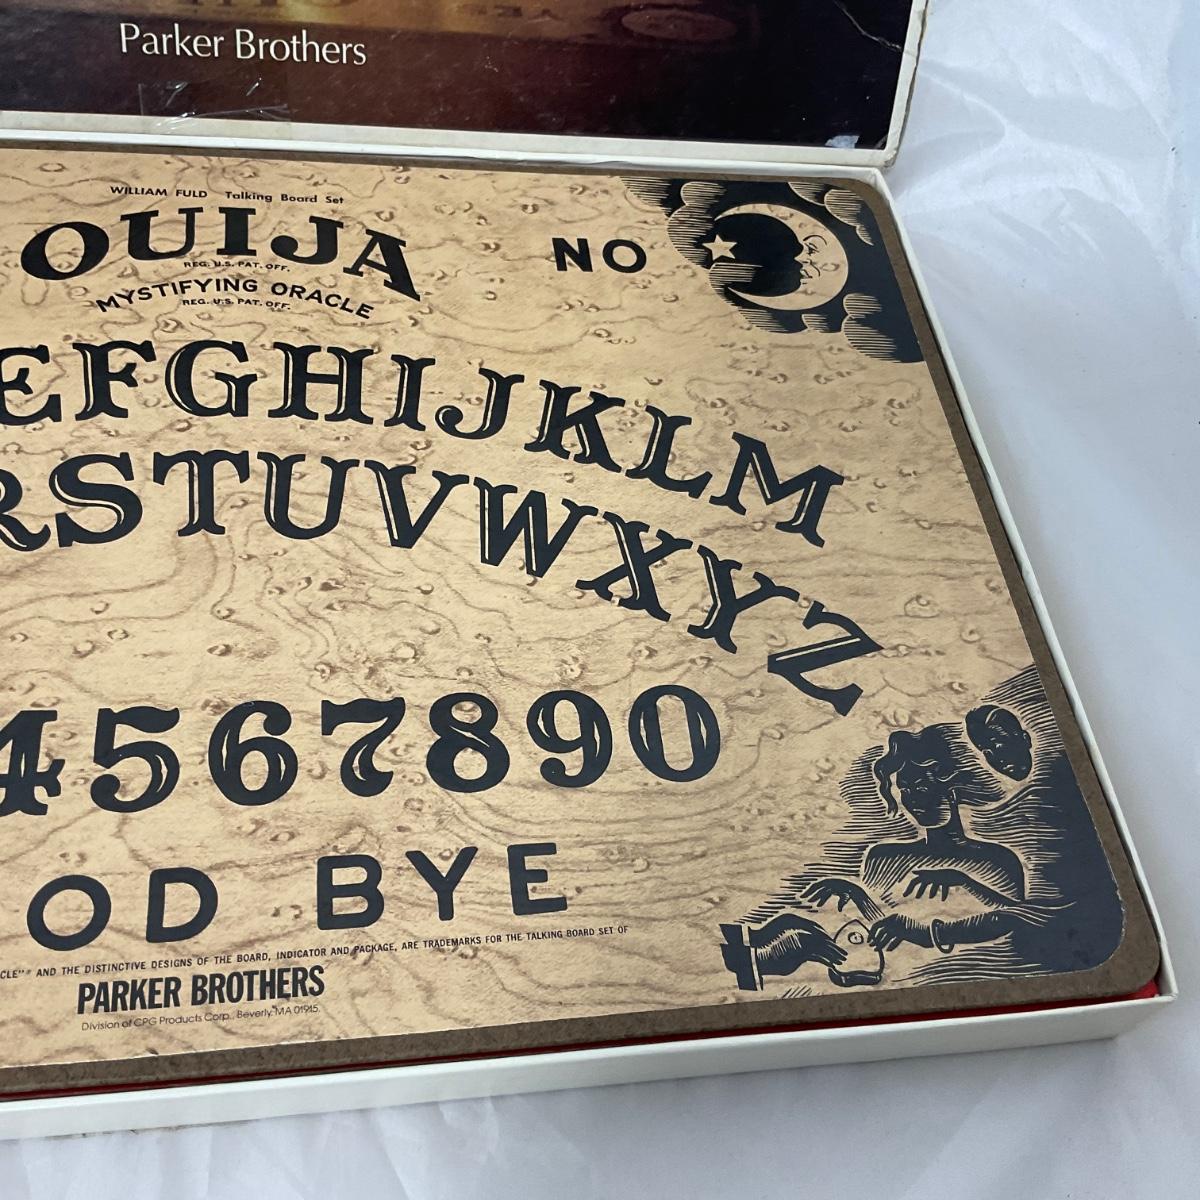 Parker Brothers
WILLIAM FULD Talking Board Set
OUIJA
REG. U.S. PAT. OFF.
NO
MYSTIFYING ORACLE
REG. U.S. PAT. OFF.
EFGHIJKLM
RSTUVWXYZ
4567890
OD BYE
CLE"® AND THE DISTINCTIVE DESIGNS OF THE BOARD, INDICATOR AND PACKAGE, ARE TRADEMARKS FOR THE TALKING BOARD SET OF
PARKER BROTHERS
Division of CPG Products Corp., Beverly, MA 01915.